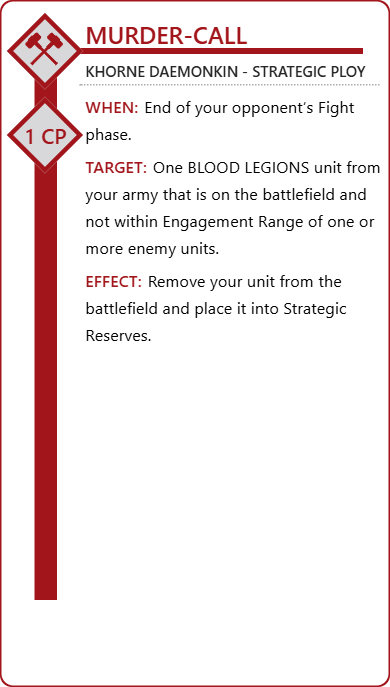 MURDER-CALL
KHORNE DAEMONKIN - STRATEGIC PLOY
1 CP
WHEN: End of your opponent’s Fight
phase.
TARGET: One BLOOD LEGIONS unit from
your army that is on the battlefield and
not within Engagement Range of one or
more enemy units.
EFFECT: Remove your unit from the
battlefield and place it into Strategic
Reserves.